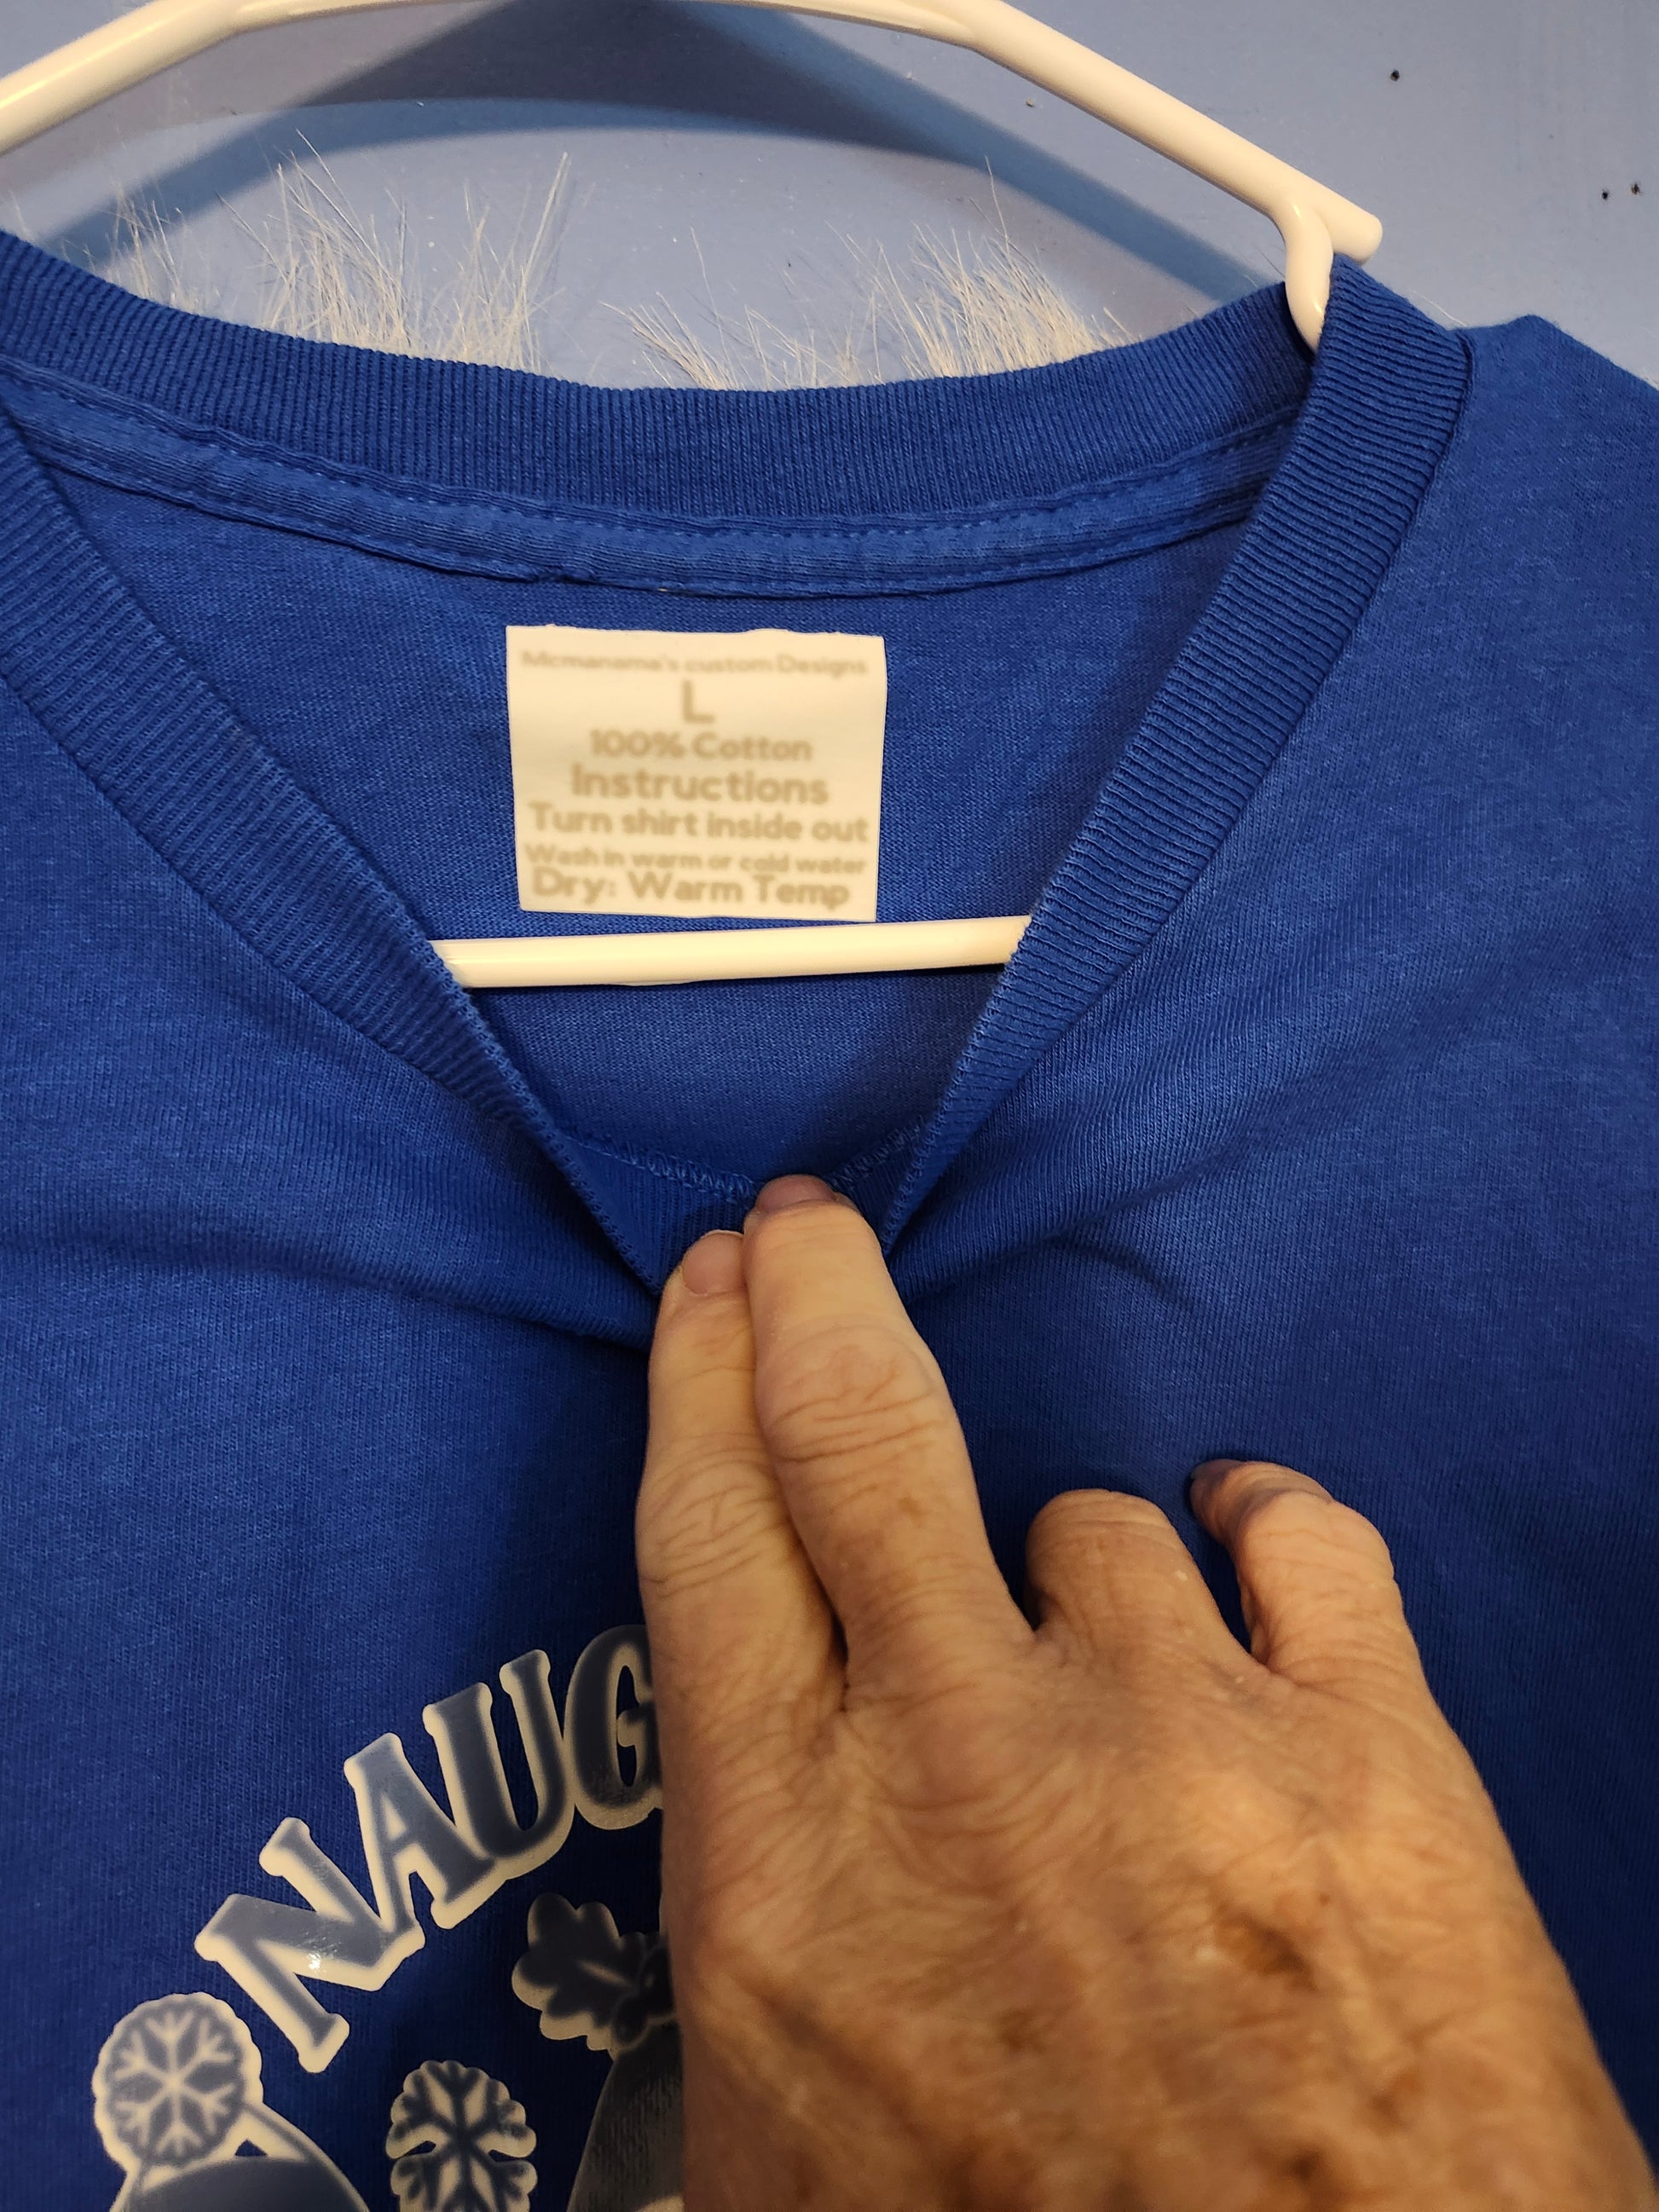 Mcmanama's custom Designs
L
100% Cotton
Instructions
Turn shirt inside out
Wash in warm or cold water
Dry: Warm Temp
NAUG